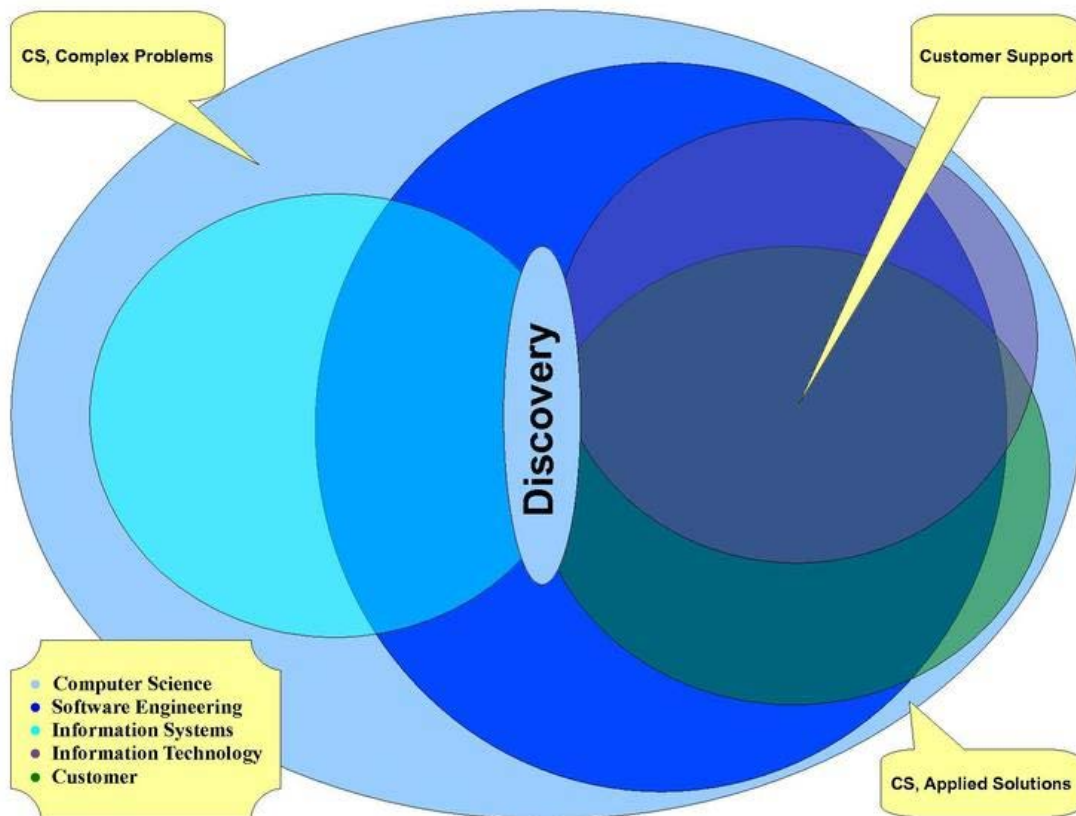 CS, Complex Problems
Customer Support
Discovery
Computer Science
Software Engineering
Information Systems
Information Technology
Customer
CS, Applied Solutions